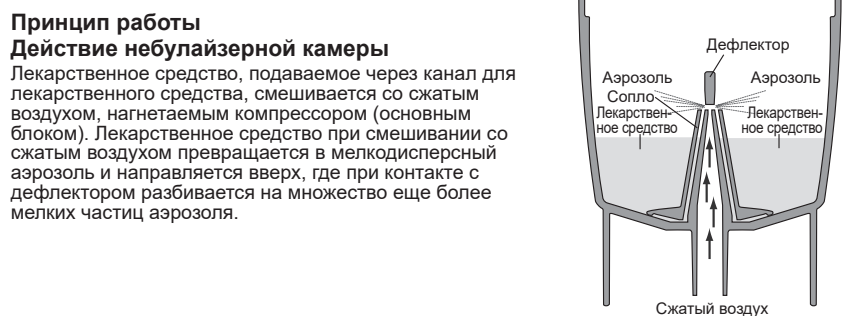 Принцип работы
Действие небулайзерной камеры
Лекарственное средство, подаваемое через канал для
лекарственного средства, смешивается со сжатым
воздухом, нагнетаемым компрессором (основным
блоком). Лекарственное средство при смешивании со
сжатым воздухом превращается в мелкодисперсный
аэрозоль и направляется вверх, где при контакте с
дефлектором разбивается на множество еще более
мелких частиц аэрозоля.
Дефлектор
Аэрозоль
Аэрозоль
Сопло
Лекарствен-
ное средство
Лекарствен-
ное средство
Сжатый воздух